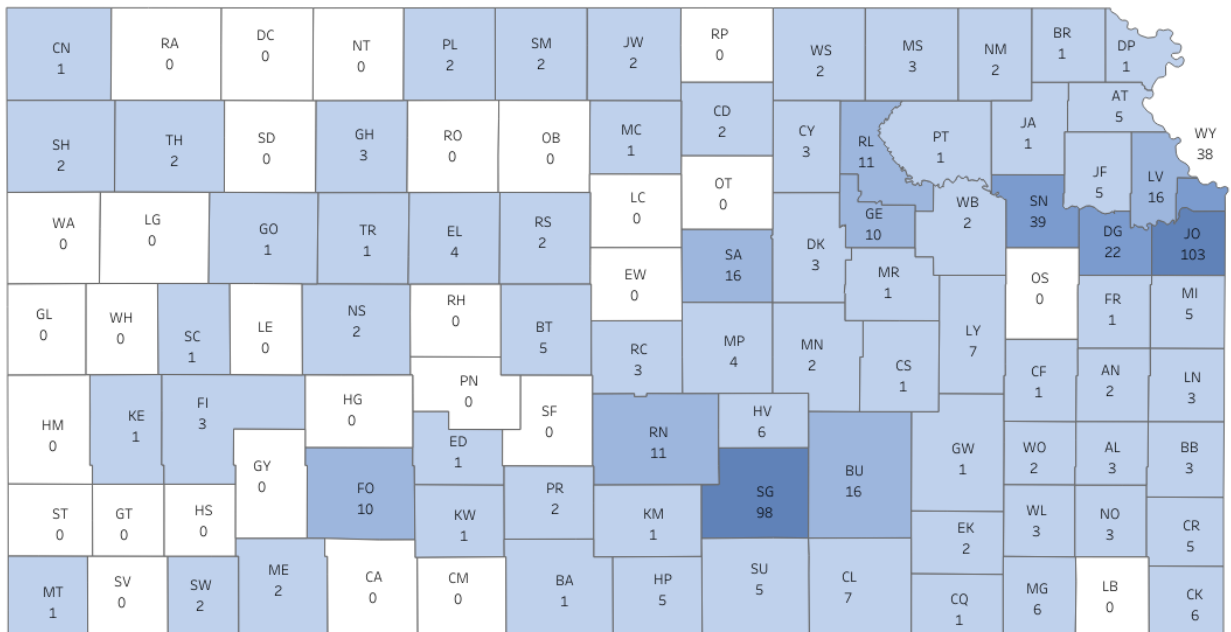 CN
1
RA
0
DC
0
NT
0
PL
2
SM
2
JW
2
RP
0
WS
2
MS
3
NM
2
BR
1
DP
1
SH
2
TH
2
SD
0
GH
3
RO
0
OB
0
MC
1
CD
2
CY
3
RL
11
PT
1
JA
1
AT
5
WY
38
WA
0
LG
0
GO
1
TR
1
EL
4
RS
2
LC
0
OT
0
SA
16
DK
3
GE
10
WB
2
SN
39
JF
5
LV
16
DG
22
JO
103
GL
0
WH
0
SC
1
LE
0
NS
2
RH
0
BT
5
EW
0
RC
3
MP
4
MN
2
MR
1
CS
1
LY
7
OS
0
FR
1
MI
5
HM
0
KE
1
FI
3
HG
0
PN
0
SF
0
RN
11
HV
6
CF
1
AN
2
LN
3
GY
0
FO
10
ED
1
PR
2
SG
98
BU
16
GW
1
WO
2
AL
3
BB
3
ST
0
GT
0
HS
0
KW
1
KM
1
EK
2
WL
3
NO
3
CR
5
MT
1
SV
0
SW
2
ME
2
CA
0
CM
0
BA
1
HP
5
SU
5
CL
7
CQ
1
MG
6
LB
0
CK
6